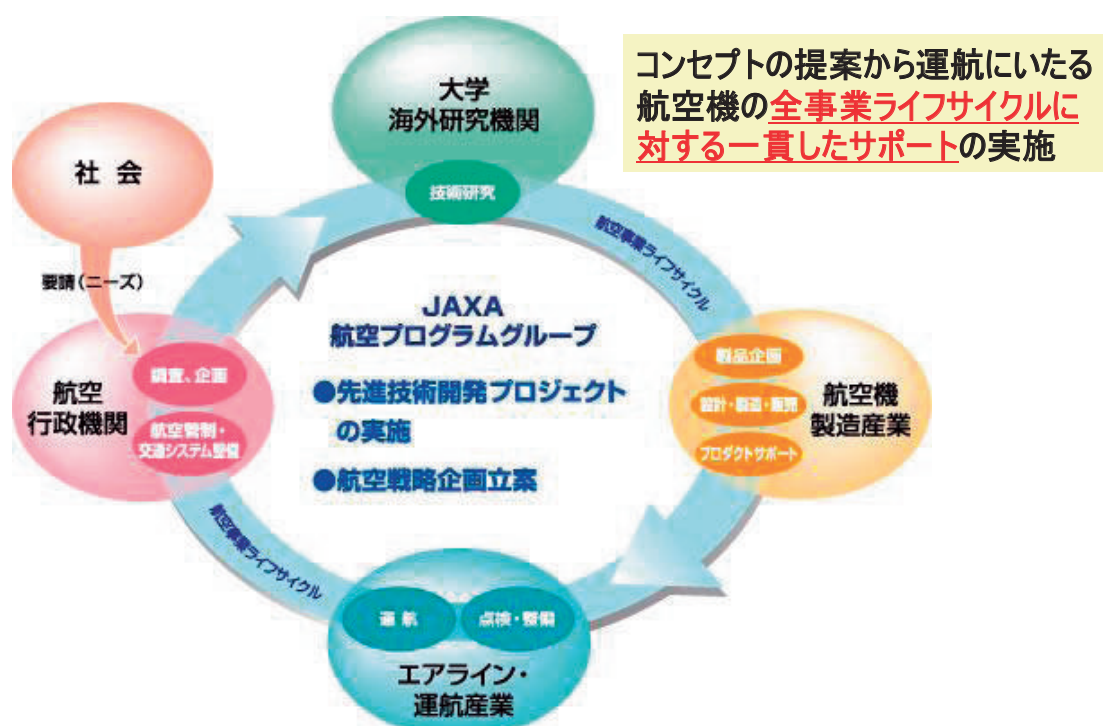 コンセプトの提案から運航にいたる
航空機の全事業ライフサイクルに
対する一貫したサポートの実施
大学
海外研究機関
技術研究
社 会
要請(ニーズ)
航空事業ライフサイクル
JAXA
航空プログラムグループ
●先進技術開発プロジェクト
の実施
●航空戦略企画立案
航空
行政機関
調査、企画
航空管制・
交通システム整備
製品企画
設計・製造・販売
プロダクトサポート
航空機
製造産業
航空事業ライフサイクル
運 航
点検・整備
エアライン・
運航産業